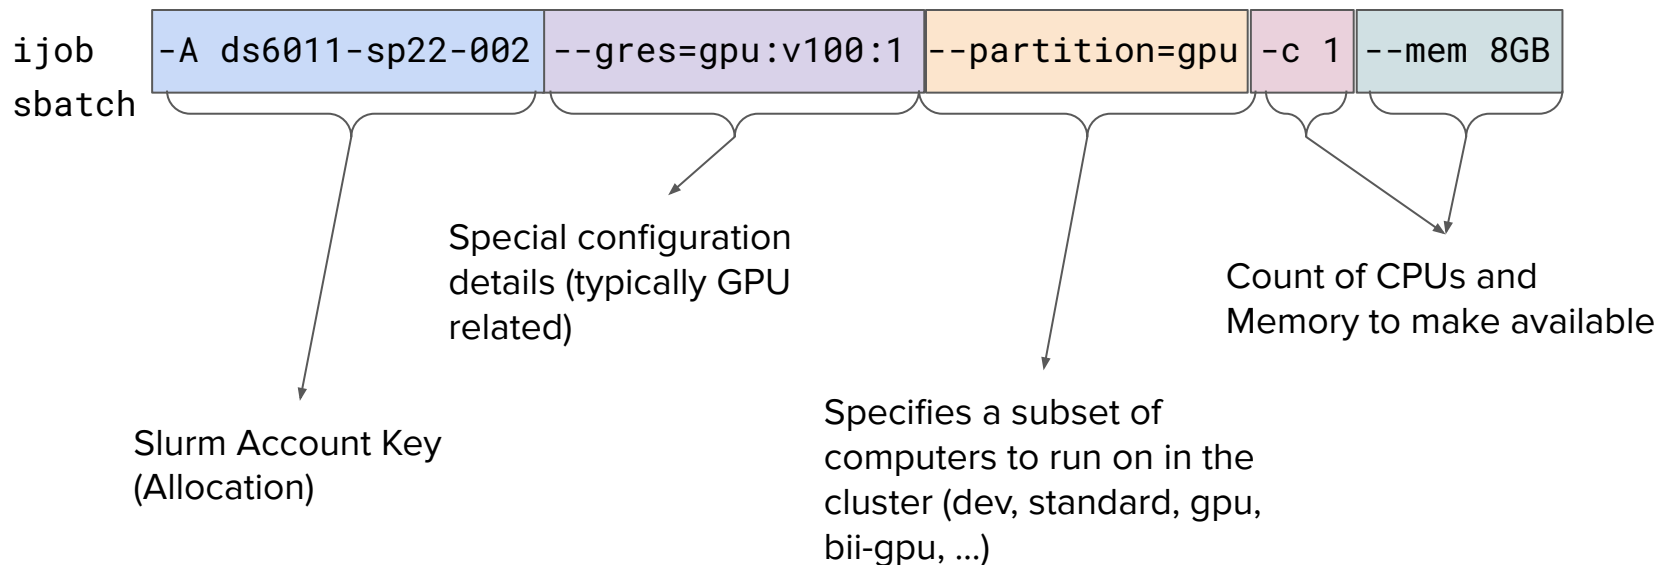 ijob -A ds6011-sp22-002 --gres=gpu:v100:1 --partition=gpu -c 1 --mem 8GB
sbatch
Special configuration
details (typically GPU
related)
Count of CPUs and
Memory to make available
Slurm Account Key
(Allocation)
Specifies a subset of
computers to run on in the
cluster (dev, standard, gpu,
bii-gpu, ...)